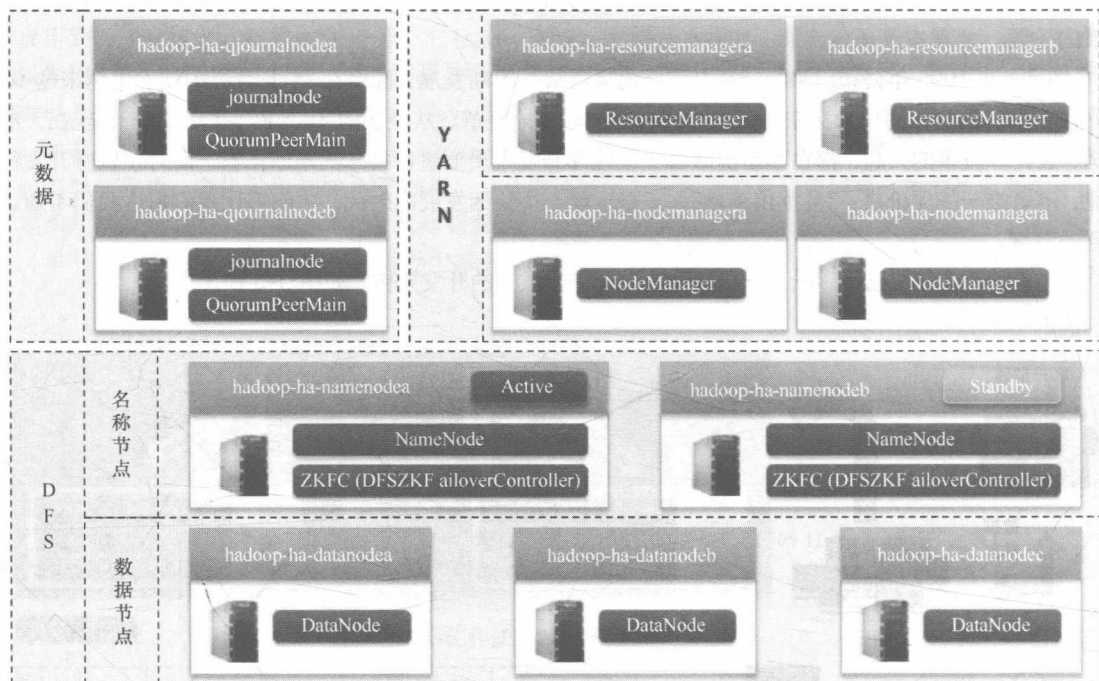 元数据
hadoop-ha-qjournalnodea
journalnode
QuorumPeerMain
hadoop-ha-qjournalnodeb
journalnode
QuorumPeerMain
YARN
hadoop-ha-resourcemanagera
ResourceManager
hadoop-ha-resourcemanagerb
ResourceManager
hadoop-ha-nodemanagera
NodeManager
hadoop-ha-nodemanagera
NodeManager
DFS
名称节点
hadoop-ha-namenodea
Active
NameNode
ZKFC (DFSZKF ailoverController)
hadoop-ha-namenodeb
Standby
NameNode
ZKFC (DFSZKF ailoverController)
数据节点
hadoop-ha-datanodea
DataNode
hadoop-ha-datanodeb
DataNode
hadoop-ha-datanodec
DataNode